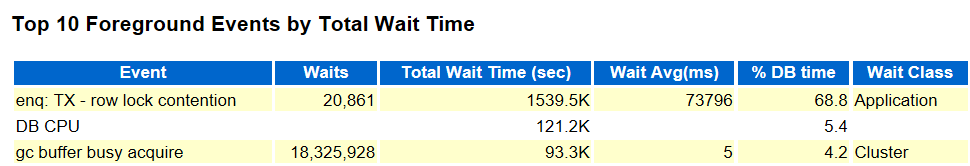 Top 10 Foreground Events by Total Wait Time
Event Waits Total Wait Time (sec) Wait Avg(ms) % DB time Wait Class
enq: TX - row lock contention 20,861 1539.5K 73796 68.8 Application
DB CPU 121.2K 5.4
gc buffer busy acquire 18,325,928 93.3K 5 4.2 Cluster